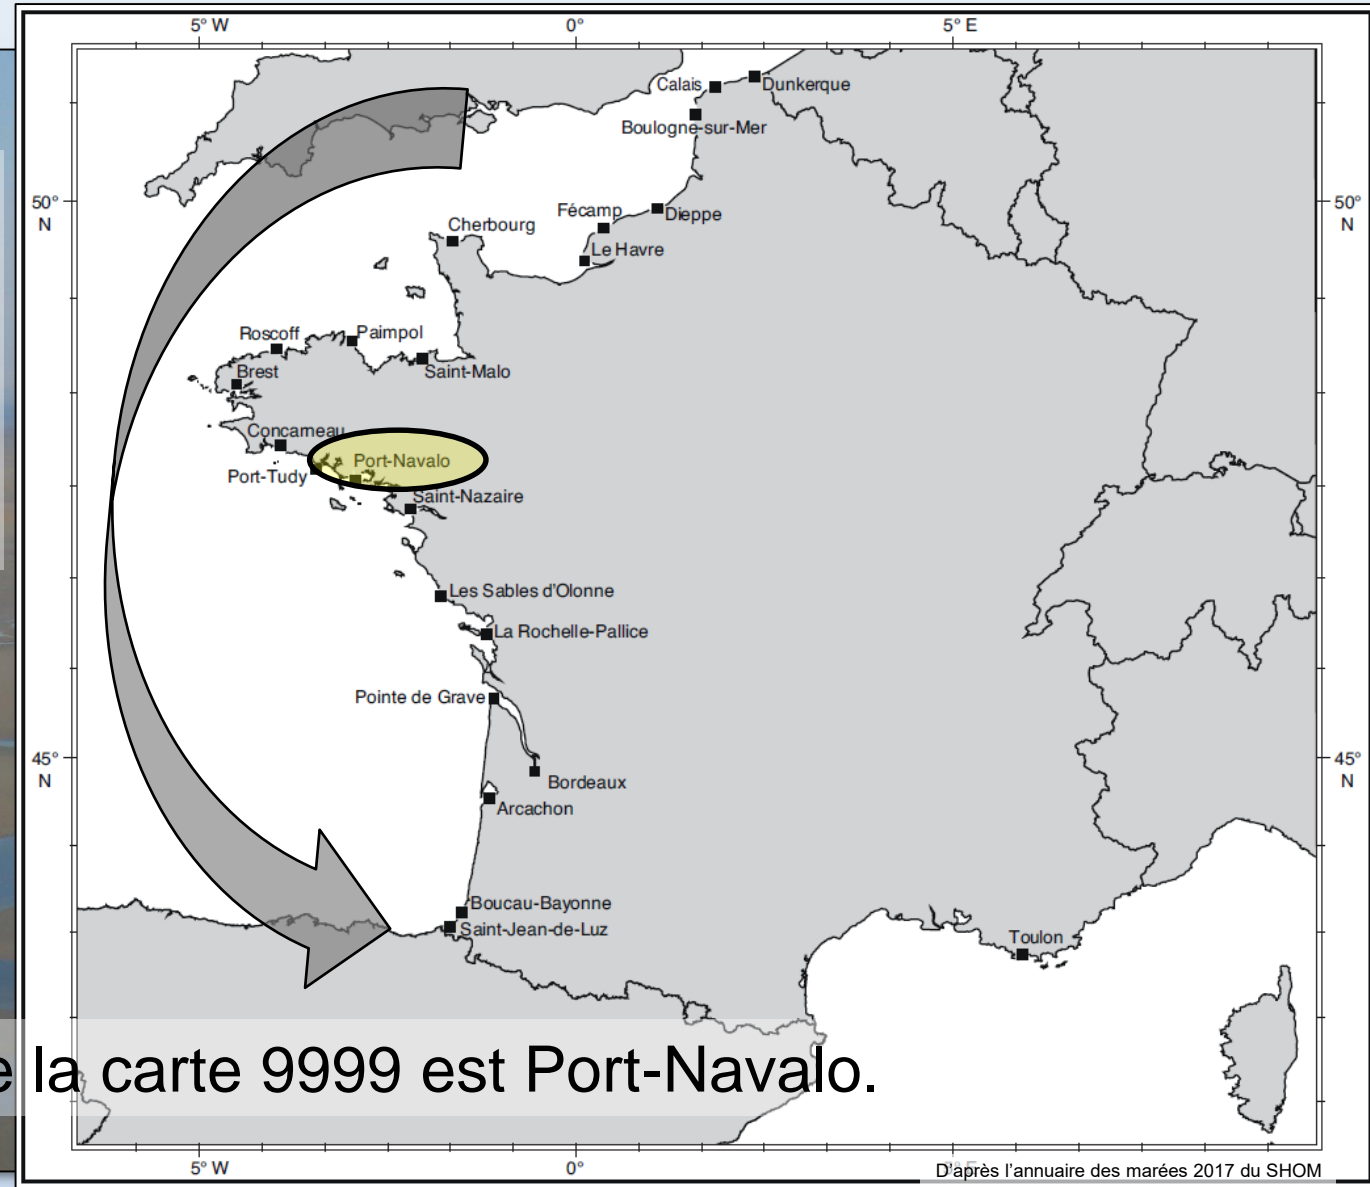 5° W
0°
5° E
Calais
Dunkerque
Boulogne-sur-Mer
50°
N
50°
N
Fécamp
Dieppe
Cherbourg
Le Havre
Roscoff
Paimpol
Brest
Saint-Malo
Concarneau
Port-Navalo
Port-Tudy
Saint-Nazaire
Les Sables d'Olonne
La Rochelle-Pallice
Pointe de Grave
45°
N
45°
N
Bordeaux
Arcachon
Boucau-Bayonne
Saint-Jean-de-Luz
Toulon
e la carte 9999 est Port-Navalo.
5° W
0°
D'après l'annuaire des marées 2017 du SHOM